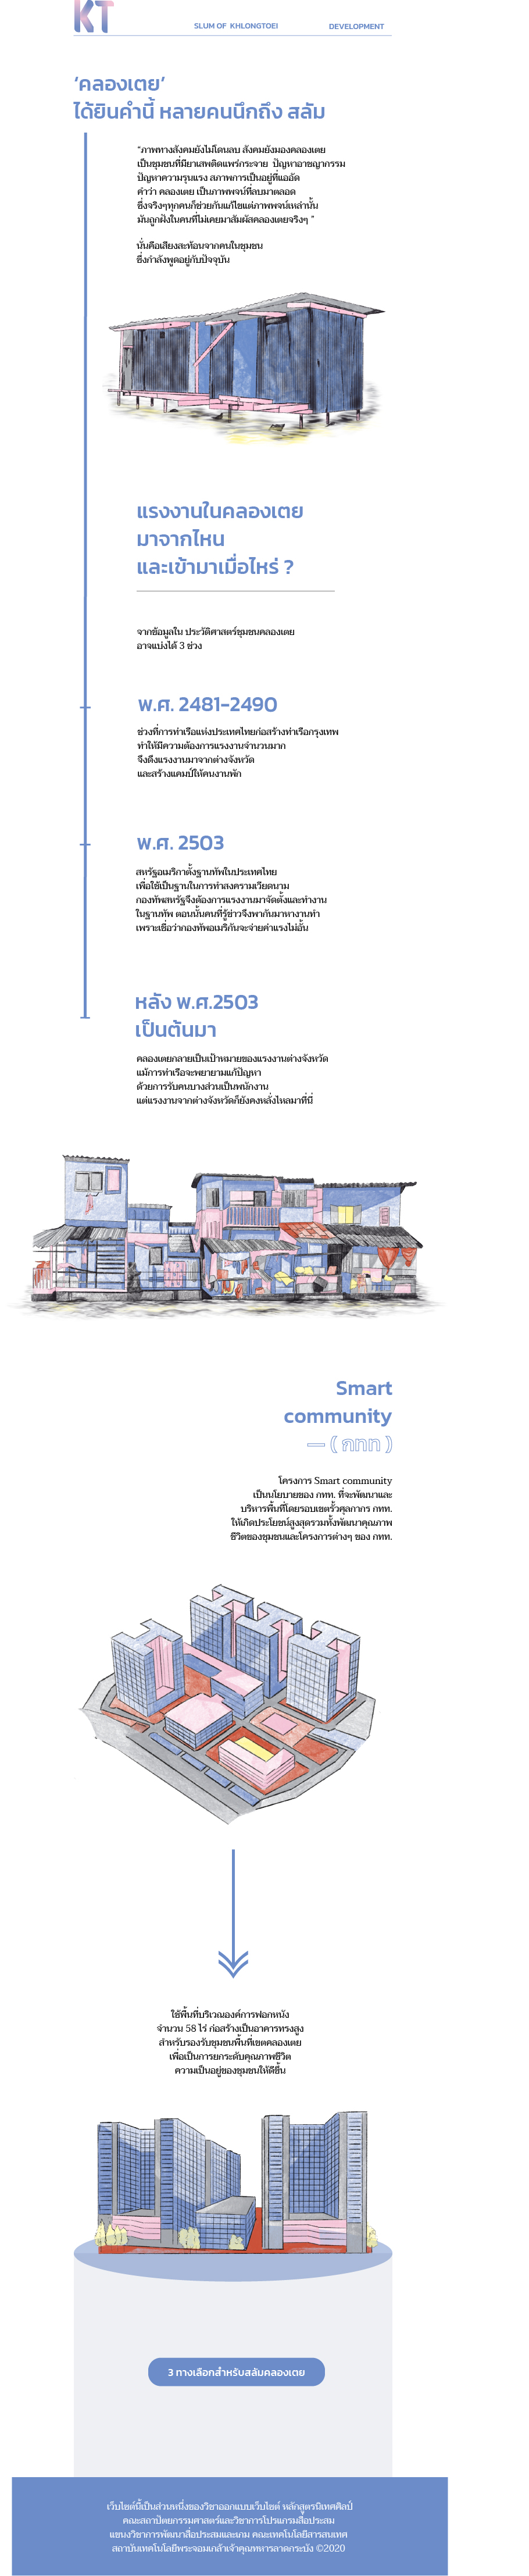 KT
SLUM OF KHLONGTOEI
DEVELOPMENT
‘คลองเตย’
ได้ยินคำนี้ หลายคนนึกถึง สลัม
“ภาพทางสังคมยังไม่โดนลบ สังคมยังมองคลองเตย
เป็นชุมชนที่มียาเสพติดแพร่กระจาย ปัญหาอาชญากรรม
ปัญหาความรุนแรง สภาพการเป็นอยู่ที่แออัด
คำว่า คลองเตย เป็นภาพพจน์ที่ลบมาตลอด
ซึ่งจริงๆทุกคนก็ช่วยกันแก้ไขแต่ภาพพจน์เหล่านั้น
มันถูกฝังในคนที่ไม่เคยมาสัมผัสคลองเตยจริงๆ ”
นั่นคือเสียงสะท้อนจากคนในชุมชน
ซึ่งกำลังพูดอยู่กับปัจจุบัน
แรงงานในคลองเตย
มาจากไหน
และเข้ามาเมื่อไหร่ ?
จากข้อมูลใน ประวัติศาสตร์ชุมชนคลองเตย
อาจแบ่งได้ 3 ช่วง
พ.ศ. 2481-2490
ช่วงที่การท่าเรือแห่งประเทศไทยก่อสร้างท่าเรือกรุงเทพ
ทำให้มีความต้องการแรงงานจำนวนมาก
จึงดึงแรงงานมาจากต่างจังหวัด
และสร้างแคมป์ให้คนงานพัก
พ.ศ. 2503
สหรัฐอเมริกาตั้งฐานทัพในประเทศไทย
เพื่อใช้เป็นฐานในการทำสงครามเวียดนาม
กองทัพสหรัฐจึงต้องการแรงงานมาจัดตั้งและทำงาน
ในฐานทัพ ตอนนั้นคนที่รู้ข่าวจึงพากันมาหางานทำ
เพราะเชื่อว่ากองทัพอเมริกันจะจ่ายค่าแรงไม่อั้น
หลัง พ.ศ.2503
เป็นต้นมา
คลองเตยกลายเป็นเป้าหมายของแรงงานต่างจังหวัด
แม้การท่าเรือจะพยายามแก้ปัญหา
ด้วยการรับคนบางส่วนเป็นพนักงาน
แต่แรงงานจากต่างจังหวัดก็ยังคงหลั่งไหลมาที่นี่
Smart
community
— ( กทท )
โครงการ Smart community
เป็นนโยบายของ กทท. ที่จะพัฒนาและ
บริหารพื้นที่โดยรอบเขตรั้วศุลกากร กทท.
ให้เกิดประโยชน์สูงสุดรวมทั้งพัฒนาคุณภาพ
ชีวิตของชุมชนและโครงการต่างๆ ของ กทท.
ใช้พื้นที่บริเวณองค์การฟอกหนัง
จำนวน 58 ไร่ ก่อสร้างเป็นอาคารทรงสูง
สำหรับรองรับชุมชนพื้นที่เขตคลองเตย
เพื่อเป็นการยกระดับคุณภาพชีวิต
ความเป็นอยู่ของชุมชนให้ดีขึ้น
3 ทางเลือกสำหรับสลัมคลองเตย
เว็บไซต์นี้เป็นส่วนหนึ่งของวิชาออกแบบเว็บไซต์ หลักสูตรนิเทศศิลป์
คณะสถาปัตยกรรมศาสตร์และวิชาการโปรแกรมสื่อประสม
แขนงวิชาการพัฒนาสื่อประสมและเกม คณะเทคโนโลยีสารสนเทศ
สถาบันเทคโนโลยีพระจอมเกล้าเจ้าคุณทหารลาดกระบัง ©2020